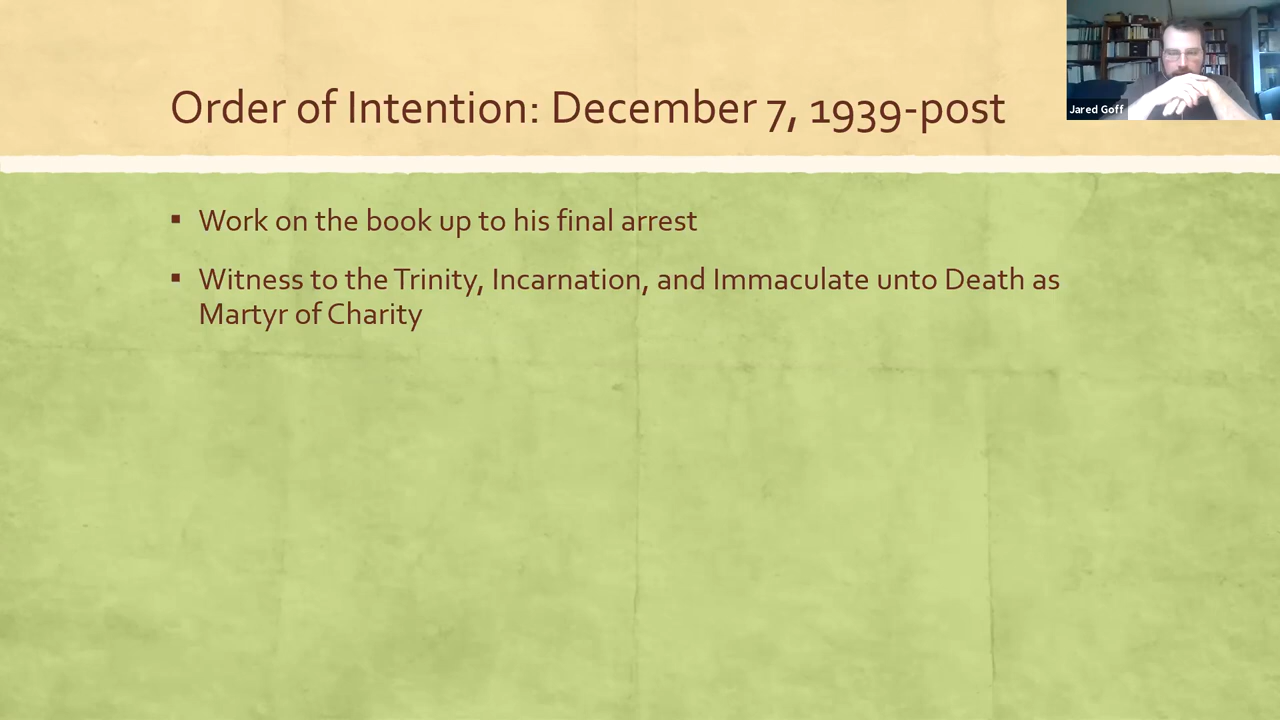 Order of Intention: December 7, 1939-post
Jared Goff
▪ Work on the book up to his final arrest
▪ Witness to the Trinity, Incarnation, and Immaculate unto Death as
Martyr of Charity